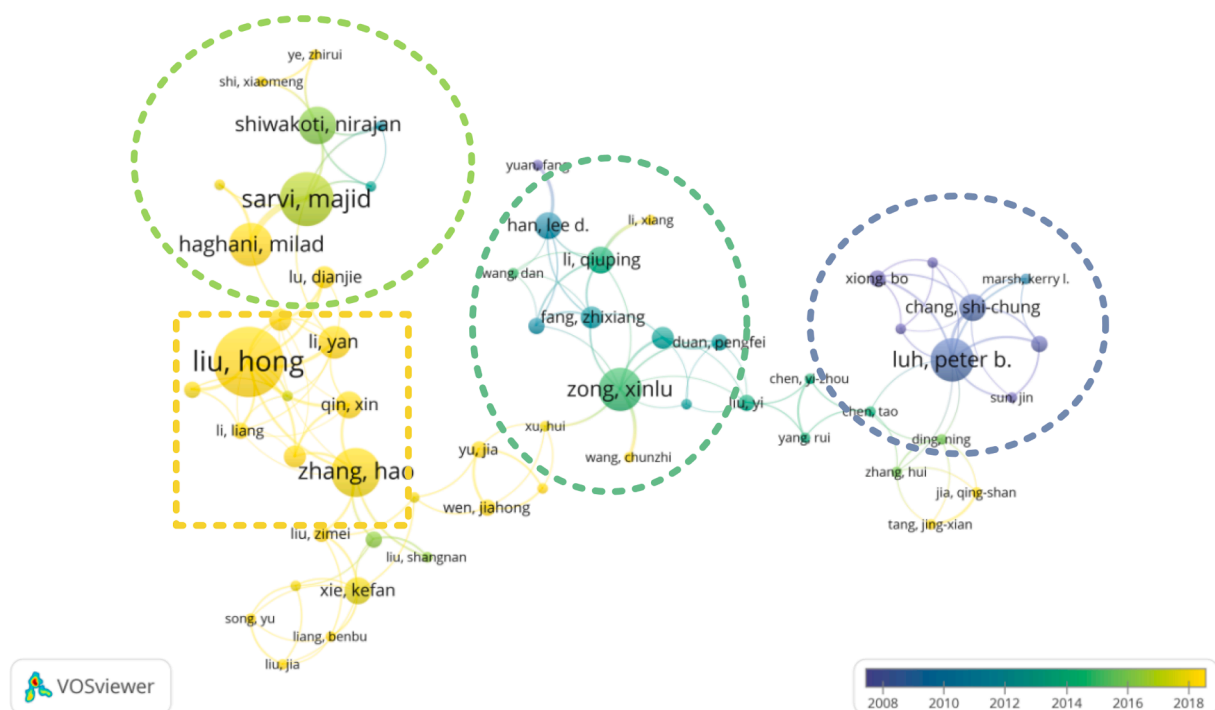 ye, zhirui
shi, xiaomeng
shiwakoti, nirajan
sarvi, majid
haghani, milad
lu, dianjie
liu, hong
li, yan
qin, xin
li, liang
zhang, hao
liu, zimei
liu, shangnan
xie, kefan
song, yu
liang, benbu
liu, jia
yuan, fang
han, lee d.
li, xiang
li, qiuping
wang, dan
fang, zhixiang
duan, pengfei
zong, xinlu
liu, yi
xu, hui
yu, jia
wang, chunzhi
wen, jiahong
chen, yi-zhou
chen, tao
yang, rui
xiong, bo
marsh, kerry l.
chang, shi-chung
luh, peter b.
sun, jin
ding, ning
zhang, hui
jia, qing-shan
tang, jing-xian
VOSviewer
2008 2010 2012 2014 2016 2018